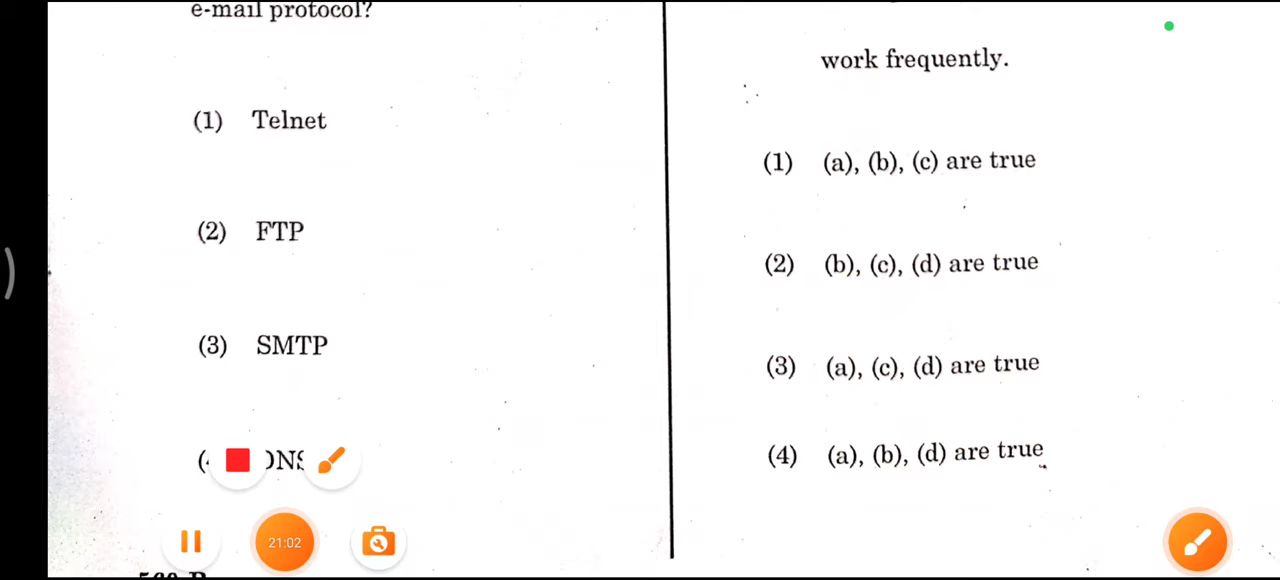 e-mail protocol?
(1) Telnet
(2) FTP
(3) SMTP
21:02
work frequently.
(1) (a), (b), (c) are true
(2) (b), (c), (d) are true
(3) (a), (c), (d) are true
(4) (a), (b), (d) are true